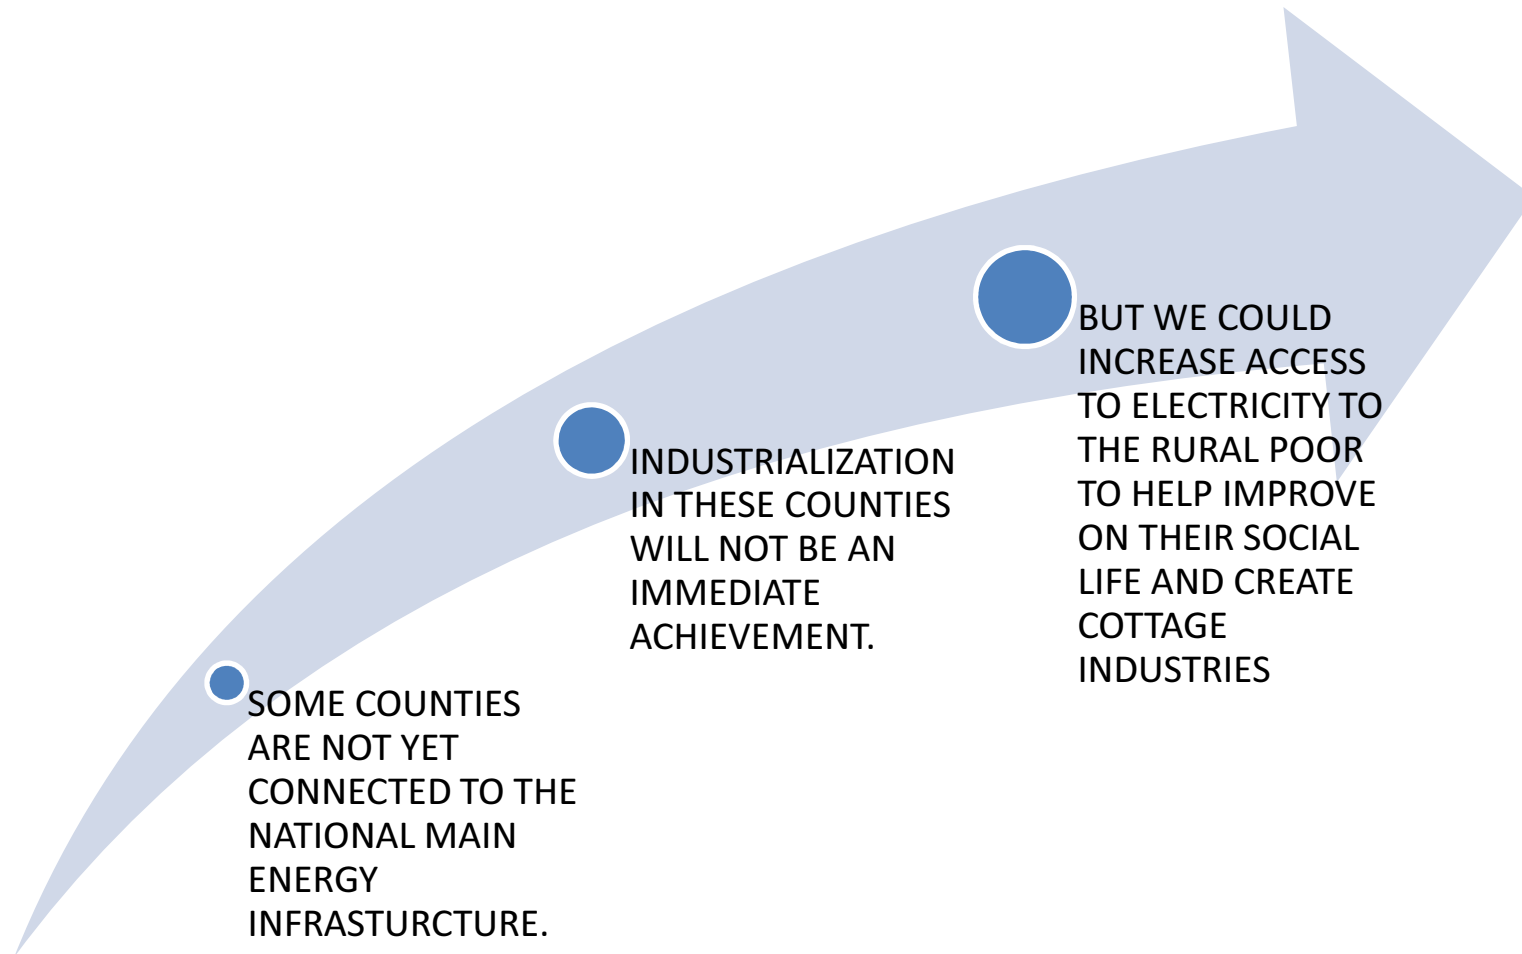 SOME COUNTIES
ARE NOT YET
CONNECTED TO THE
NATIONAL MAIN
ENERGY
INFRASTURCTURE.
INDUSTRIALIZATION
IN THESE COUNTIES
WILL NOT BE AN
IMMEDIATE
ACHIEVEMENT.
BUT WE COULD
INCREASE ACCESS
TO ELECTRICITY TO
THE RURAL POOR
TO HELP IMPROVE
ON THEIR SOCIAL
LIFE AND CREATE
COTTAGE
INDUSTRIES